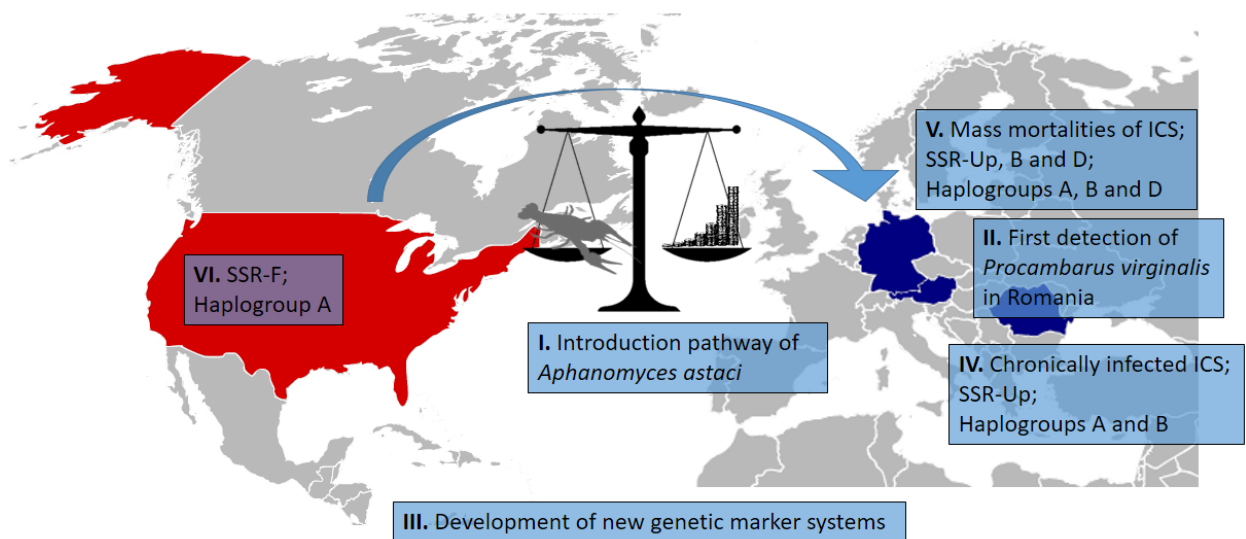 V. Mass mortalities of ICS;
SSR-Up, B and D;
Haplogroups A, B and D
II. First detection of
Procambarus virginalis
in Romania
VI. SSR-F;
Haplogroup A
I. Introduction pathway of
Aphanomyces astaci
IV. Chronically infected ICS;
SSR-Up;
Haplogroups A and B
III. Development of new genetic marker systems